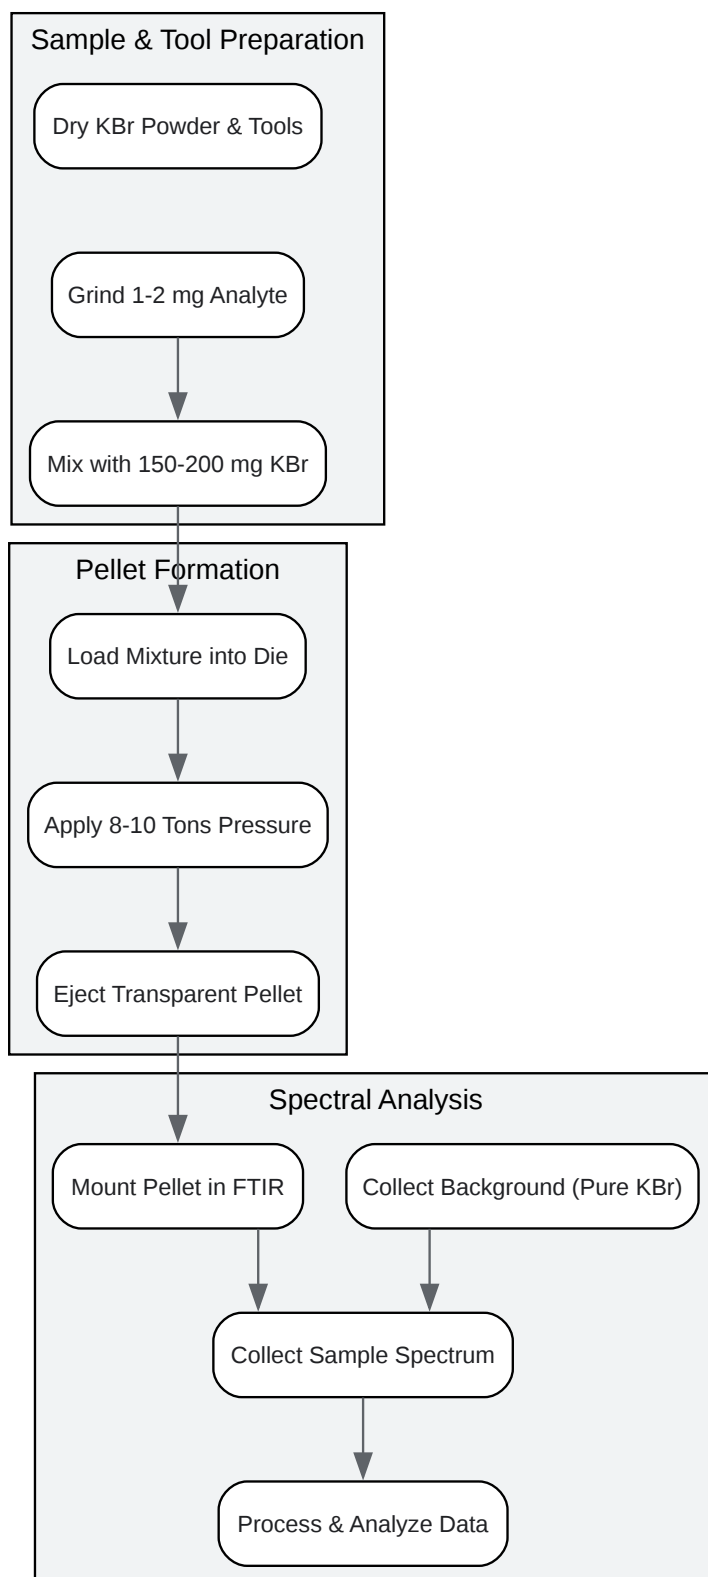 Sample & Tool Preparation
Dry KBr Powder & Tools
Grind 1-2 mg Analyte
Mix with 150-200 mg KBr
Pellet Formation
Load Mixture into Die
Apply 8-10 Tons Pressure
Eject Transparent Pellet
Spectral Analysis
Mount Pellet in FTIR
Collect Background (Pure KBr)
Collect Sample Spectrum
Process & Analyze Data